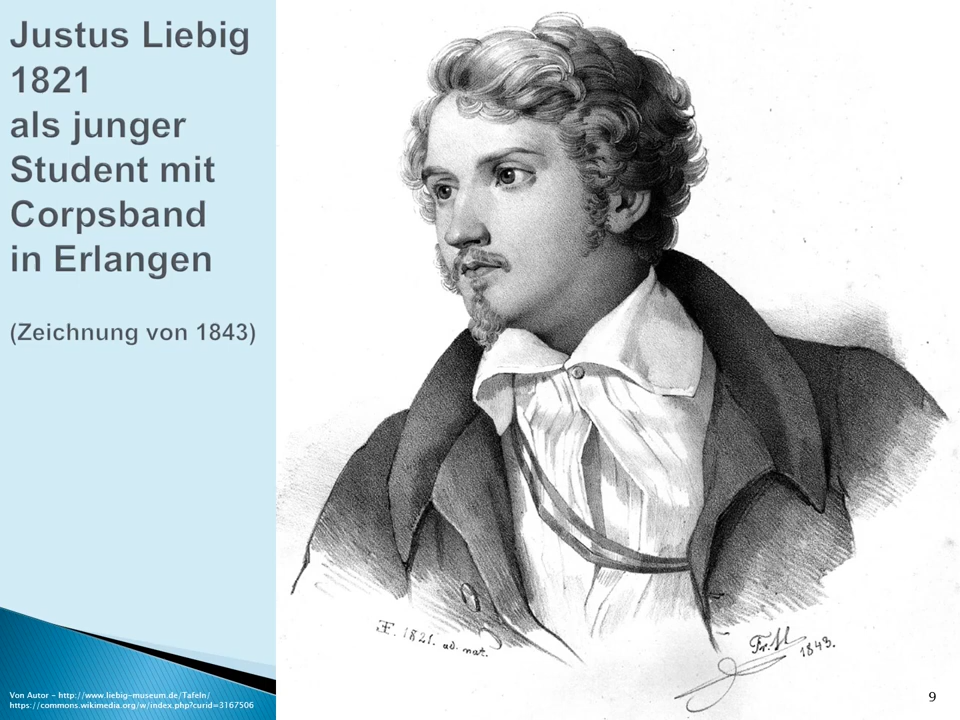 Justus Liebig
1821
als junger
Student mit
Corpsband
in Erlangen
(Zeichnung von 1843)
Æ. 1821. ad. nat.
Fr. M
1843.
Von Autor - http://www.liebig-museum.de/Tafeln/
https://commons.wikimedia.org/w/index.php?curid=3167506
9